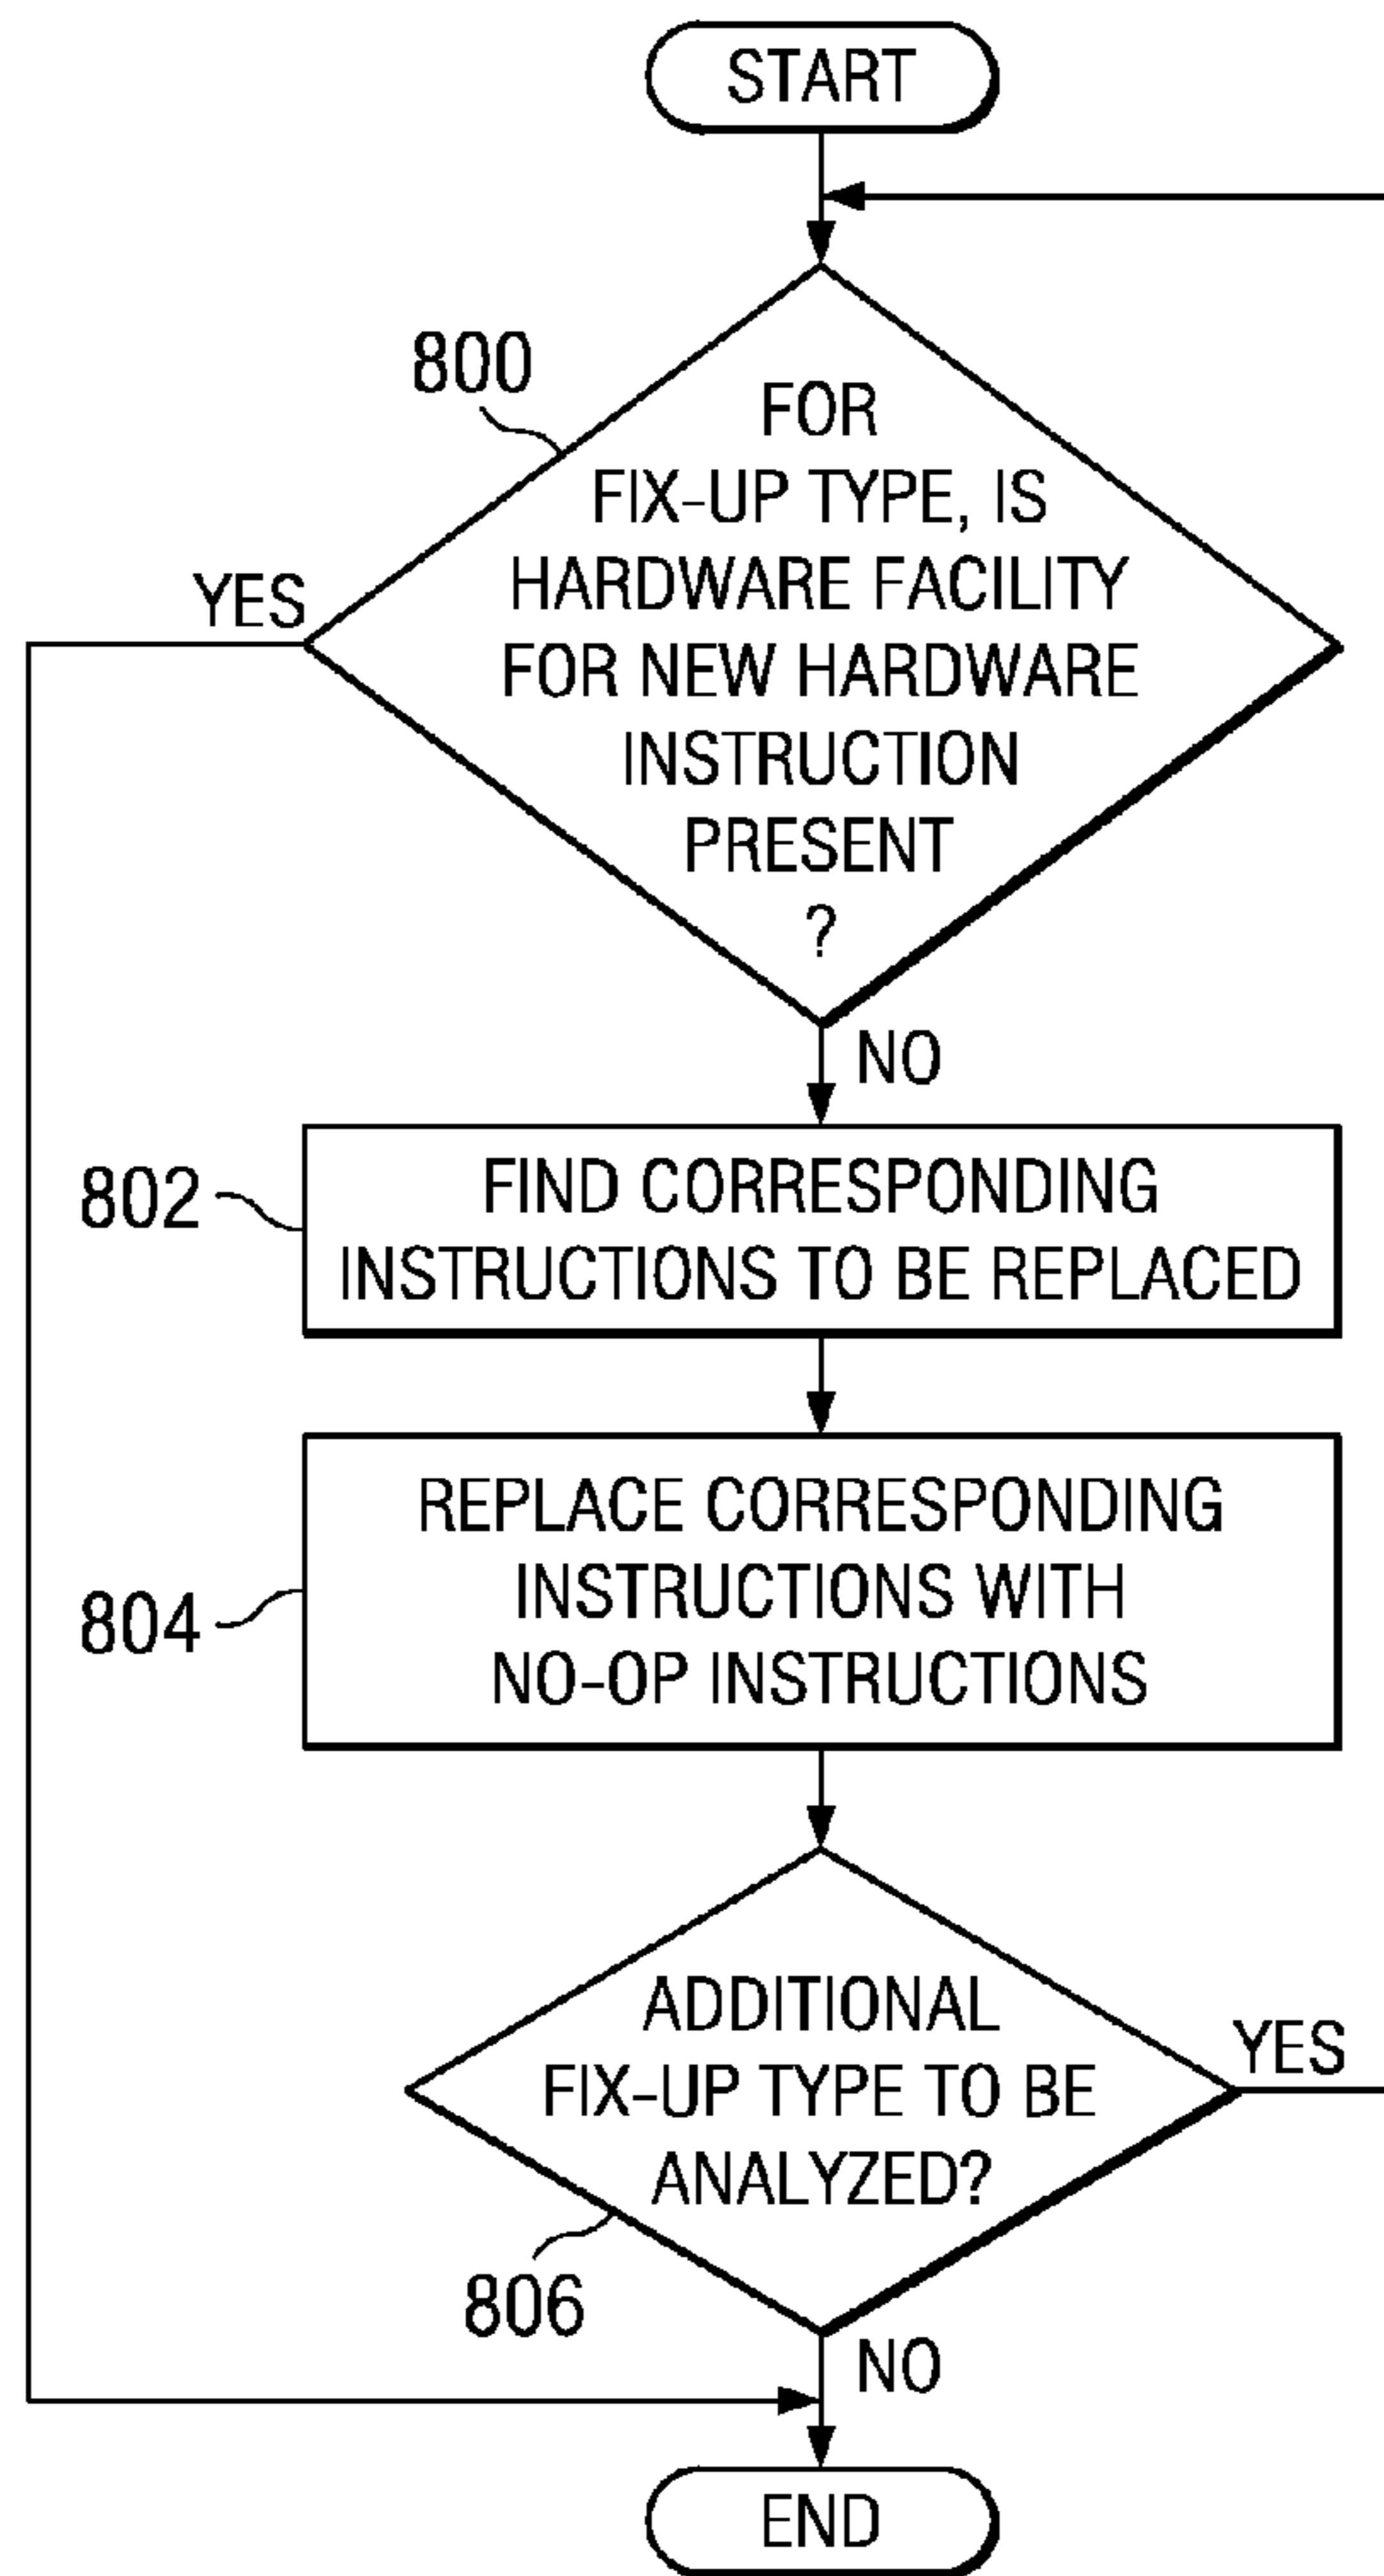 START
800
FOR
FIX-UP TYPE, IS
HARDWARE FACILITY
FOR NEW HARDWARE
INSTRUCTION
PRESENT
?
YES
NO
802
FIND CORRESPONDING
INSTRUCTIONS TO BE REPLACED
804
REPLACE CORRESPONDING
INSTRUCTIONS WITH
NO-OP INSTRUCTIONS
ADDITIONAL
FIX-UP TYPE TO BE
ANALYZED?
YES
806
NO
END